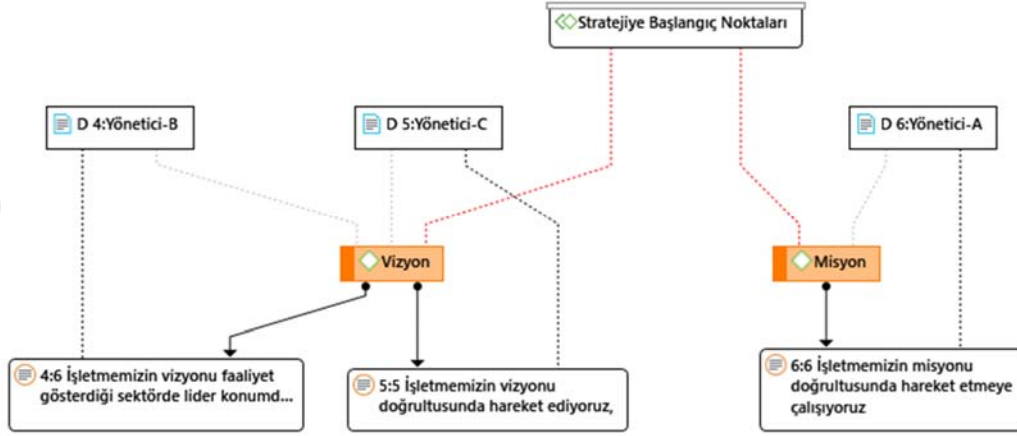 Stratejiye Başlangıç Noktaları
D 4:Yönetici-B
D 5:Yönetici-C
D 6:Yönetici-A
Vizyon
Misyon
4:6 İşletmemizin vizyonu faaliyet
gösterdiği sektörde lider konumd...
5:5 İşletmemizin vizyonu
doğrultusunda hareket ediyoruz,
6:6 İşletmemizin misyonu
doğrultusunda hareket etmeye
çalışıyoruz